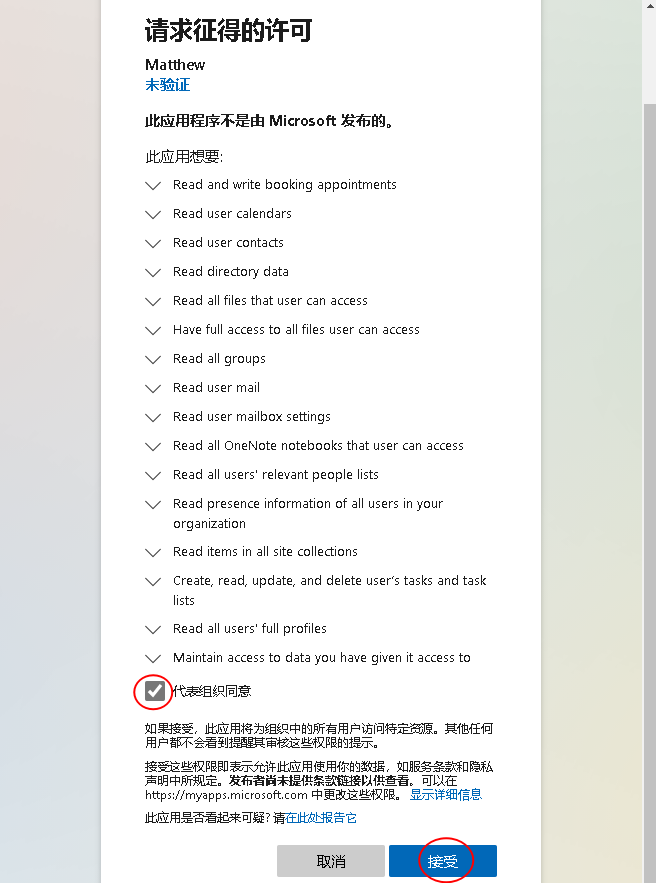 请求征得的许可
Matthew
未验证
此应用程序不是由 Microsoft 发布的。
此应用想要:
Read and write booking appointments
Read user calendars
Read user contacts
Read directory data
Read all files that user can access
Have full access to all files user can access
Read all groups
Read user mail
Read user mailbox settings
Read all OneNote notebooks that user can access
Read all users' relevant people lists
Read presence information of all users in your
organization
Read items in all site collections
Create, read, update, and delete user’s tasks and task
lists
Read all users' full profiles
Maintain access to data you have given it access to
代表组织同意
如果接受，此应用将为组织中的所有用户访问特定资源。其他任何
用户都不会看到提醒其审核这些权限的提示。
接受这些权限即表示允许此应用使用你的数据，如服务条款和隐私
声明中所规定。发布者尚未提供条款链接以供查看。可以在
https://myapps.microsoft.com 中更改这些权限。 显示详细信息
此应用是否看起来可疑? 请在此处报告它
取消 接受